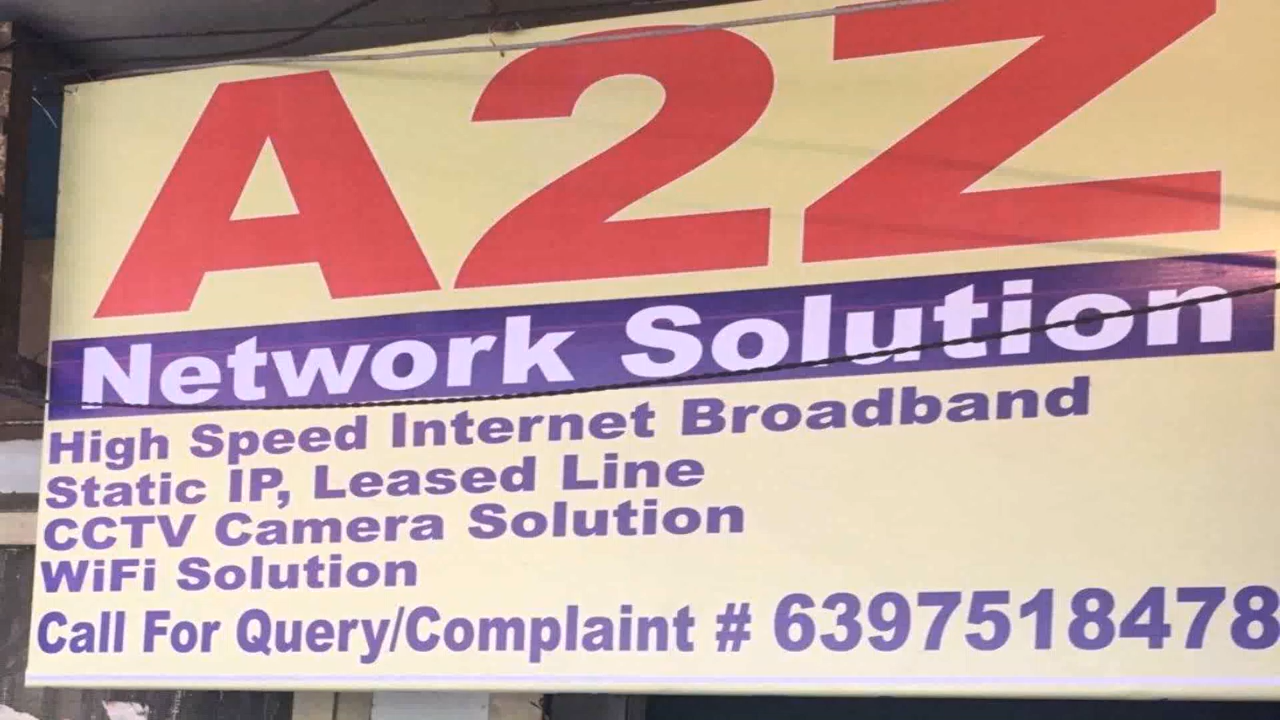 A2Z
Network Solution
High Speed Internet Broadband
Static IP, Leased Line
CCTV Camera Solution
WiFi Solution
Call For Query/Complaint # 6397518478